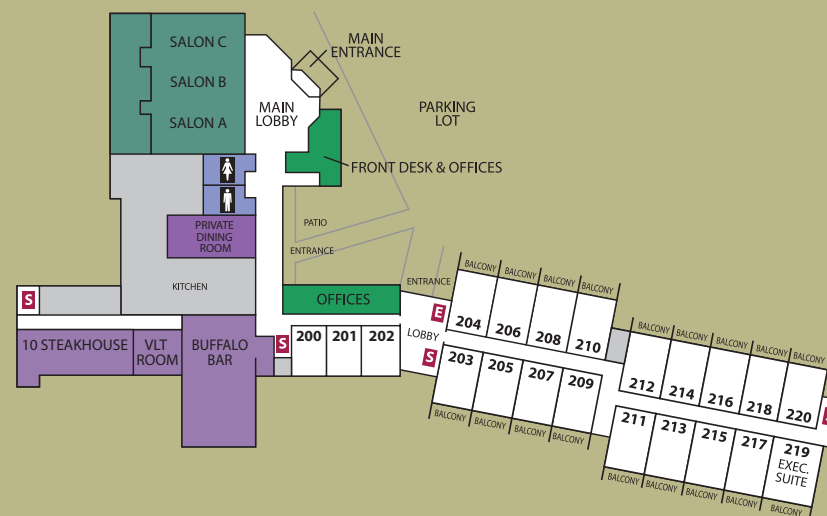 SALON C
SALON B
SALON A
MAIN
ENTRANCE
MAIN
LOBBY
PARKING
LOT
FRONT DESK & OFFICES
PATIO
PRIVATE
DINING
ROOM
ENTRANCE
KITCHEN
ENTRANCE
OFFICES
S
E
S
S
10 STEAKHOUSE
VLT
ROOM
BUFFALO
BAR
200
201
202
LOBBY
BALCONY
BALCONY
BALCONY
BALCONY
204
206
208
210
203
205
207
209
BALCONY
BALCONY
BALCONY
BALCONY
BALCONY
BALCONY
BALCONY
BALCONY
BALCONY
212
214
216
218
220
211
213
215
217
219
EXEC.
SUITE
BALCONY
BALCONY
BALCONY
BALCONY
BALCONY